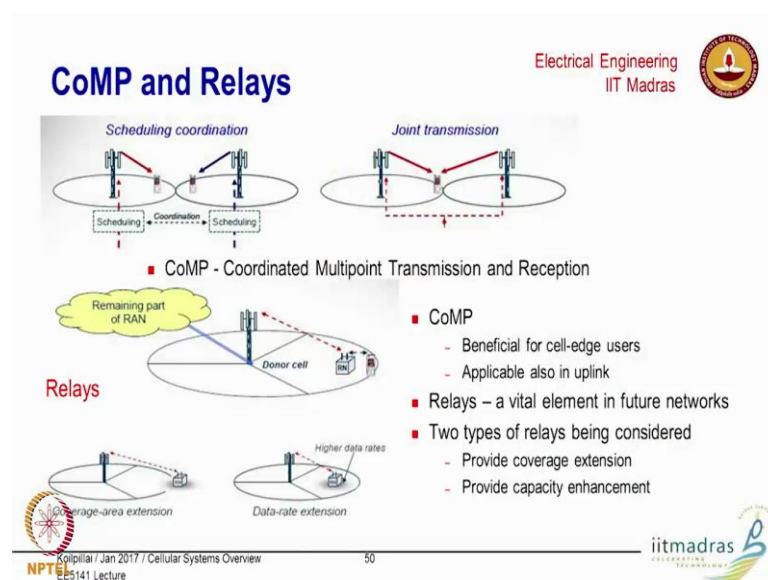 CoMP and Relays
Electrical Engineering
IIT Madras
Scheduling coordination
Joint transmission
Scheduling
Coordination
Scheduling
■ CoMP - Coordinated Multipoint Transmission and Reception
Remaining part
of RAN
Donor cell
RN
Relays
■ CoMP
– Beneficial for cell-edge users
– Applicable also in uplink
■ Relays – a vital element in future networks
■ Two types of relays being considered
– Provide coverage extension
– Provide capacity enhancement
Higher data rates
Coverage-area extension
Data-rate extension
NPTEL
Koilpillai / Jan 2017 / Cellular Systems Overview
50
EE5141 Lecture
iitmadras
CELEBRATING
TECHNOLOGY